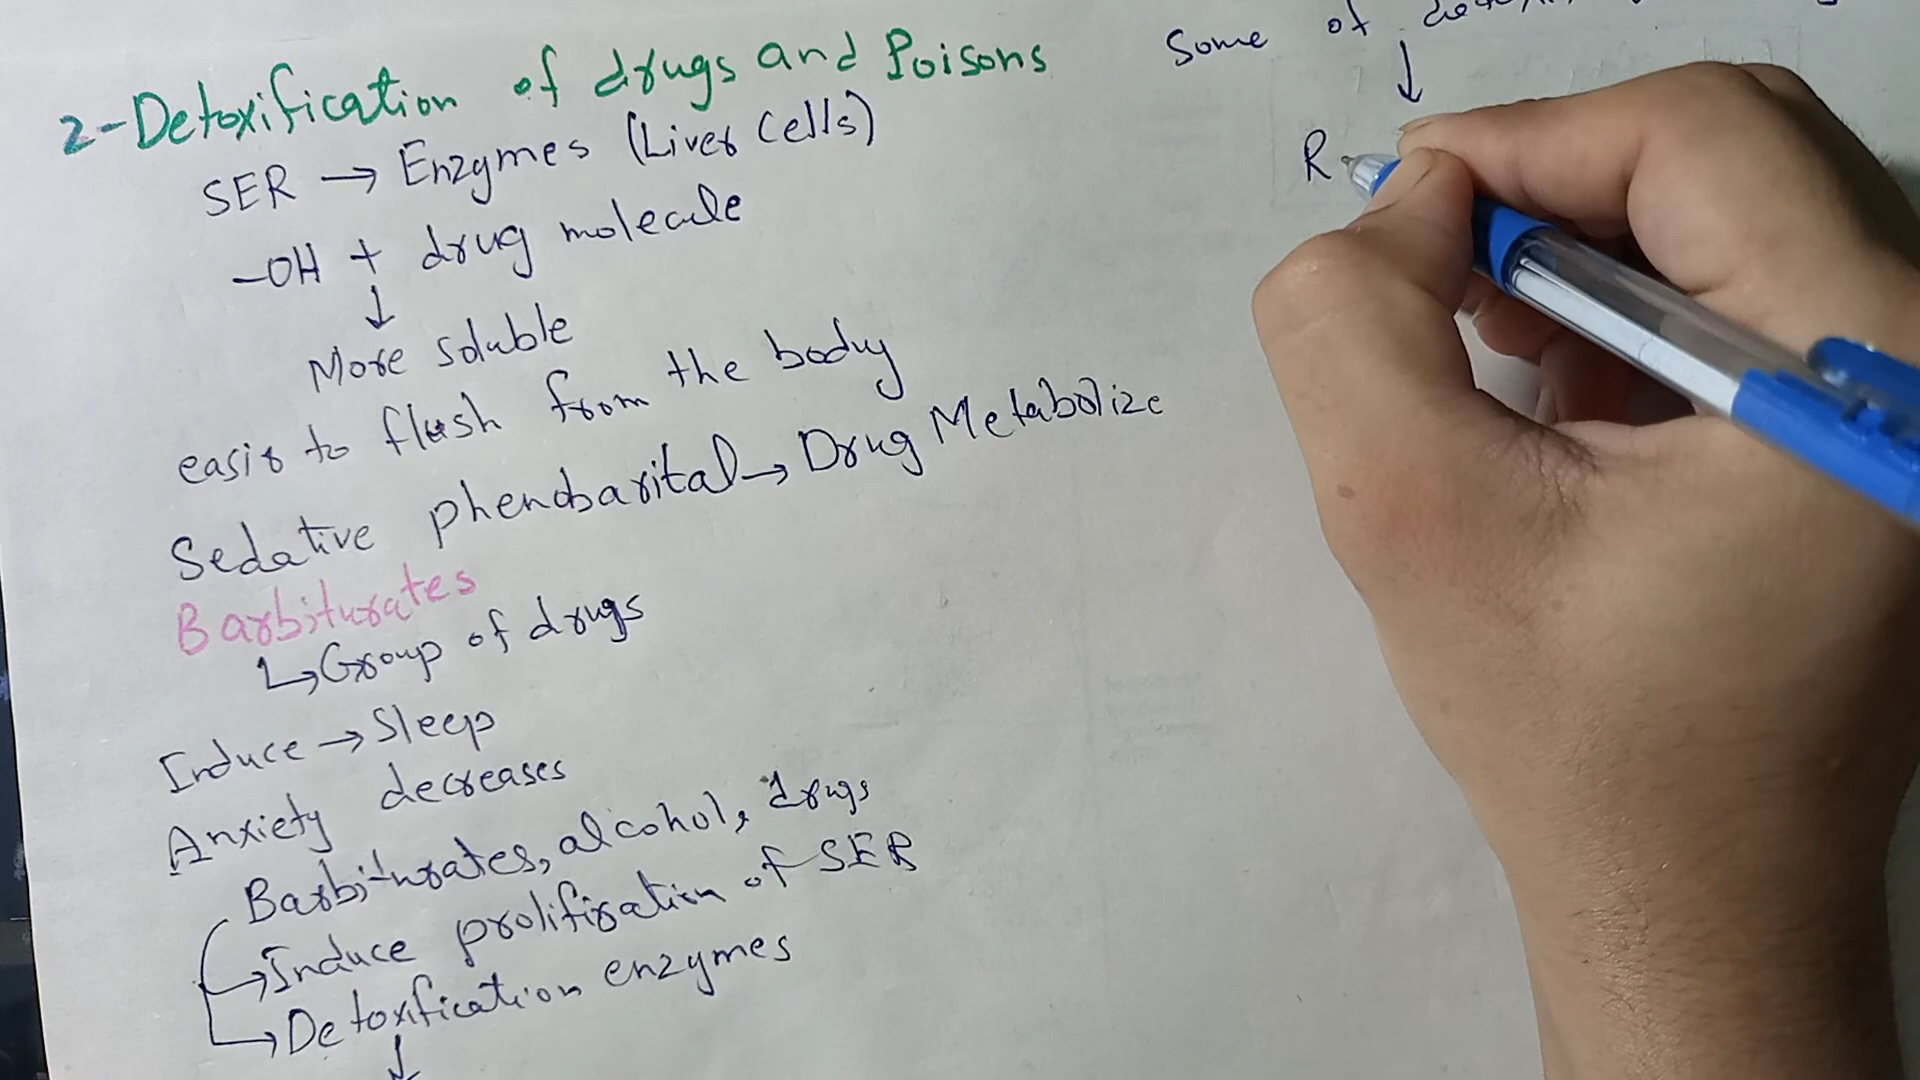 2-Detoxification of drugs and Poisons
SER → Enzymes (Liver Cells)
-OH + drug molecule
↓
More soluble
easir to flush from the body
Sedative phenobarital → Drug Metabolize
Barbiturates
↳ Group of drugs
Induce → Sleep
Anxiety decreases
Barbiturates, alcohol, drugs
→ Induce prolifiration of SER
→ Detoxification enzymes
↓
Some of
↓
R